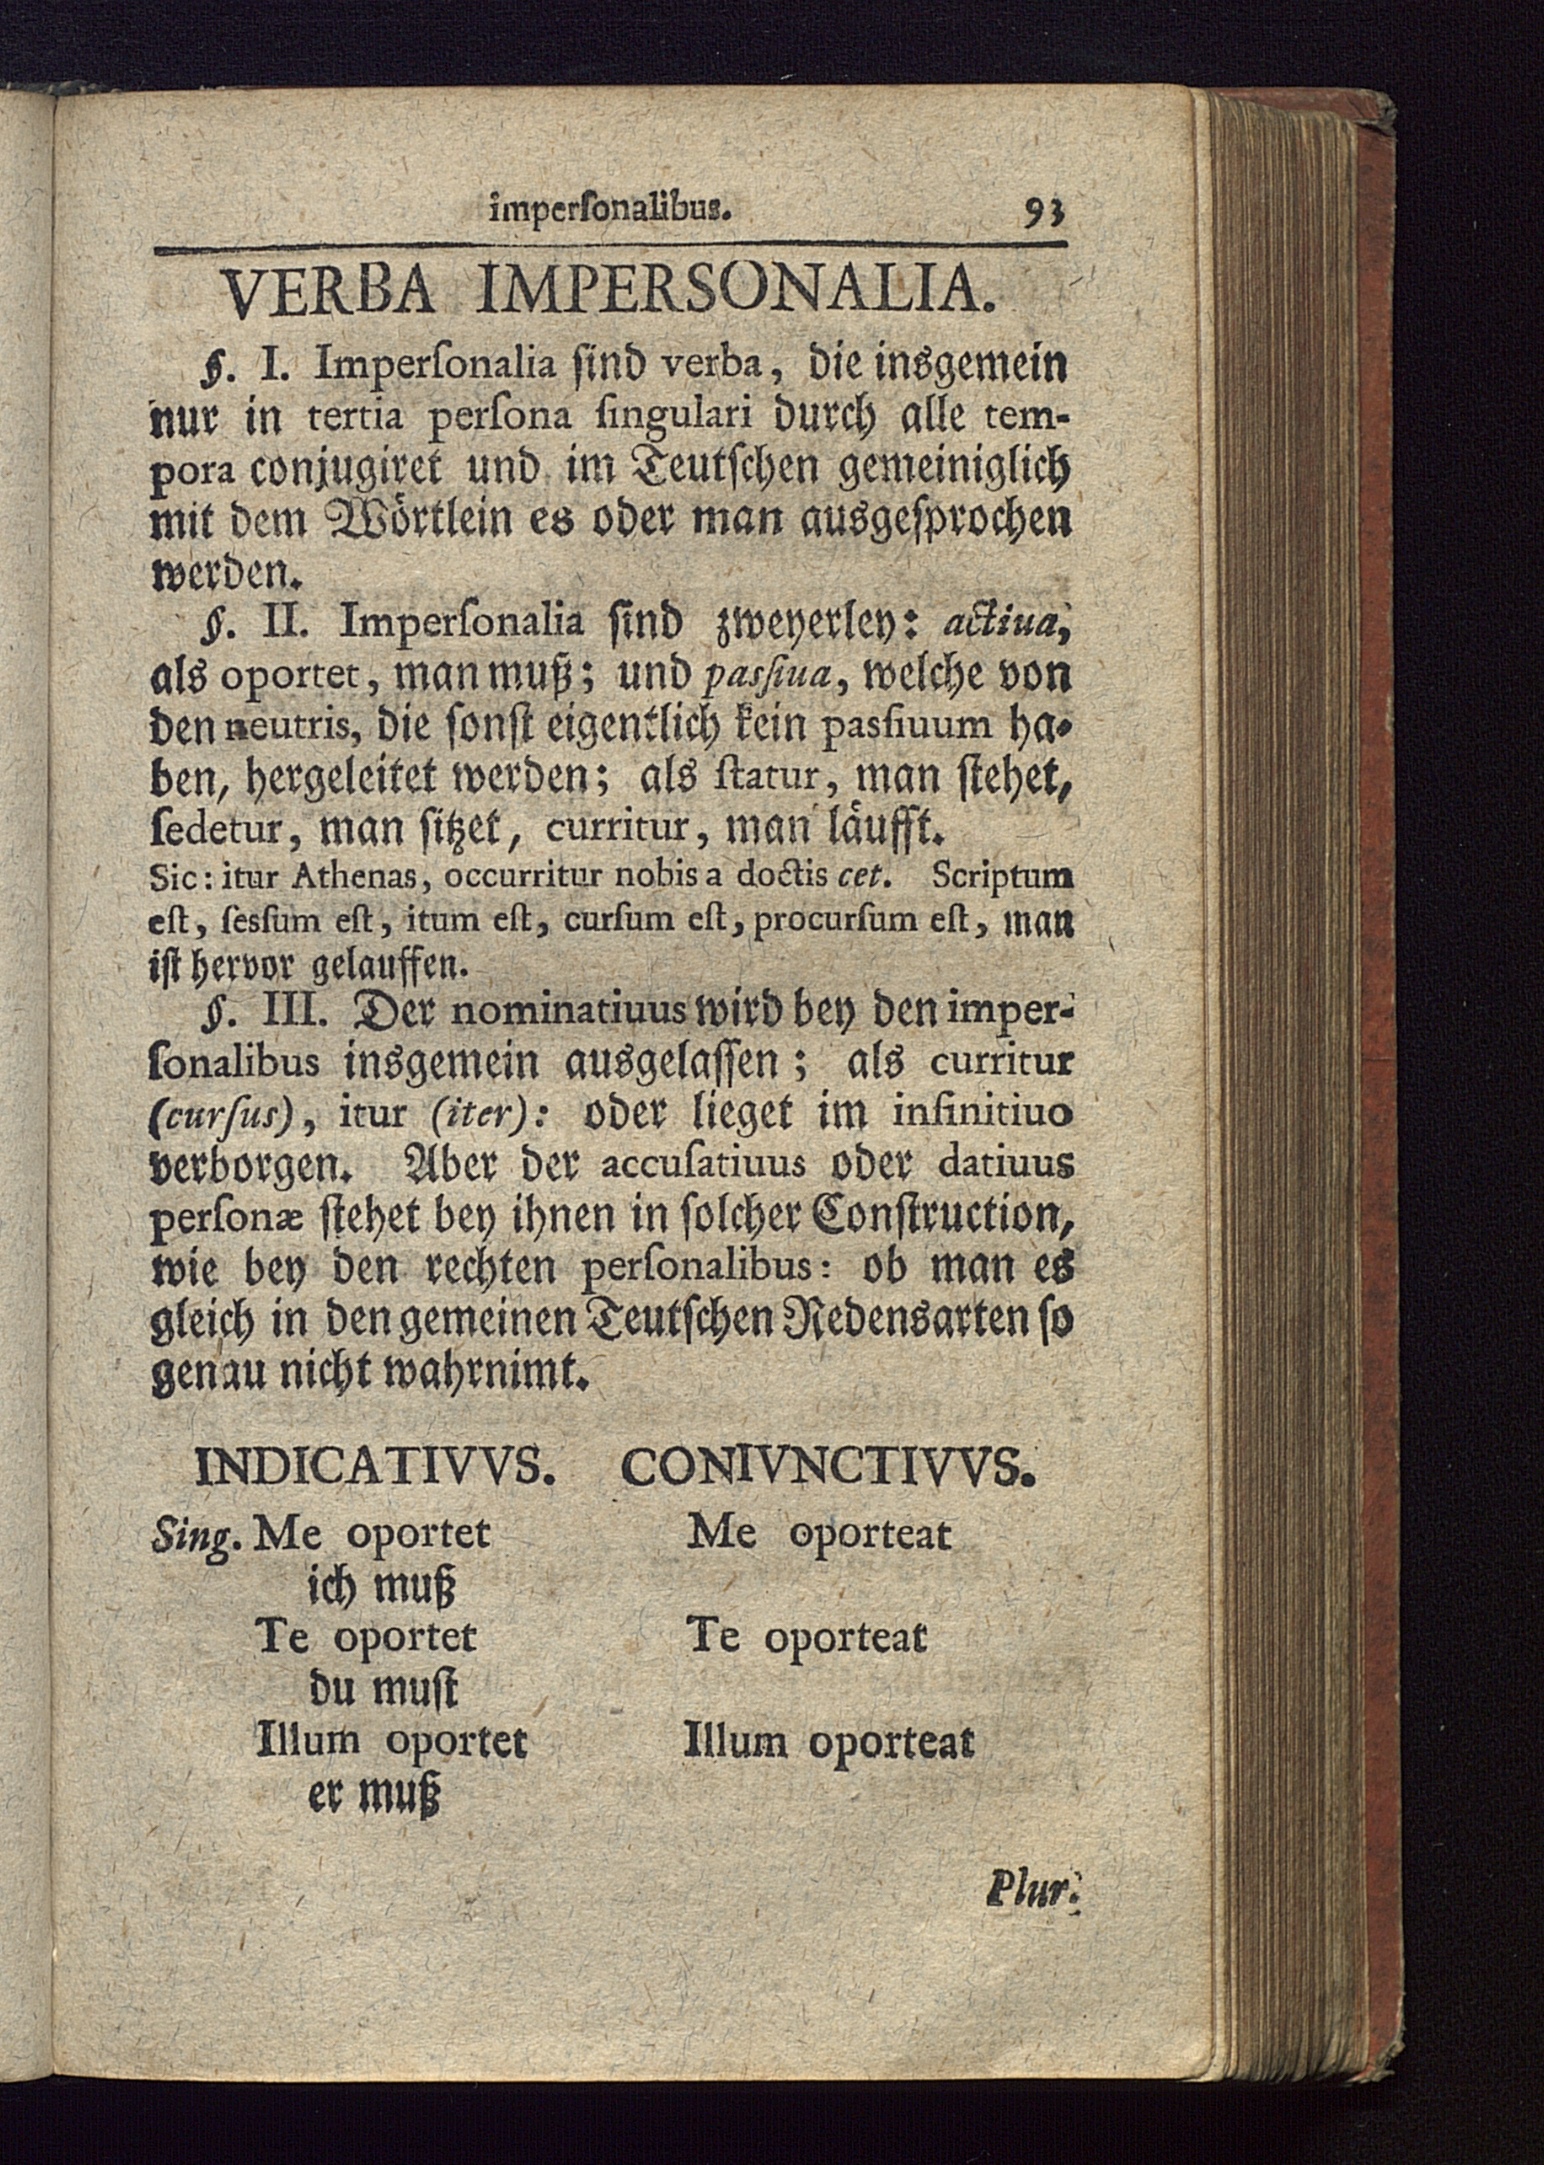 imperſonalibus. 93
VERBA IMPERSONALIA.
§. I. Imperſonalia ſind verba, die insgemein
nur in tertia perſona ſingulari durch alle tem-
pora conjugiret und im Teutſchen gemeiniglich
mit dem Wörtlein es oder man ausgeſprochen
werden.
§. II. Imperſonalia ſind zweyerley: activa,
als oportet, man muß; und pasſiua, welche von
den neutris, die ſonſt eigentlich kein pasſiuum ha-
ben, hergeleitet werden; als ſtatur, man ſtehet,
ſedetur, man ſitzet, curritur, man läufft.
Sic: itur Athenas, occurritur nobis a doctis cet. Scriptum
eſt, ſesſum eſt, itum eſt, curſum eſt, procurſum eſt, man
iſt hervor gelauffen.
§. III. Der nominatiuus wird bey den imper-
ſonalibus insgemein ausgelaſſen; als curritur
(curſus), itur (iter): oder lieget im infinitiuo
verborgen. Aber der accuſatiuus oder datiuus
perſonæ ſtehet bey ihnen in ſolcher Conſtruction,
wie bey den rechten perſonalibus: ob man es
gleich in den gemeinen Teutſchen Redensarten ſo
genau nicht wahrnimt.
INDICATIVVS. CONIVNCTIVVS.
Sing. Me oportet Me oporteat
ich muß
Te oportet Te oporteat
du muſt
Illum oportet Illum oporteat
er muß
Plur.